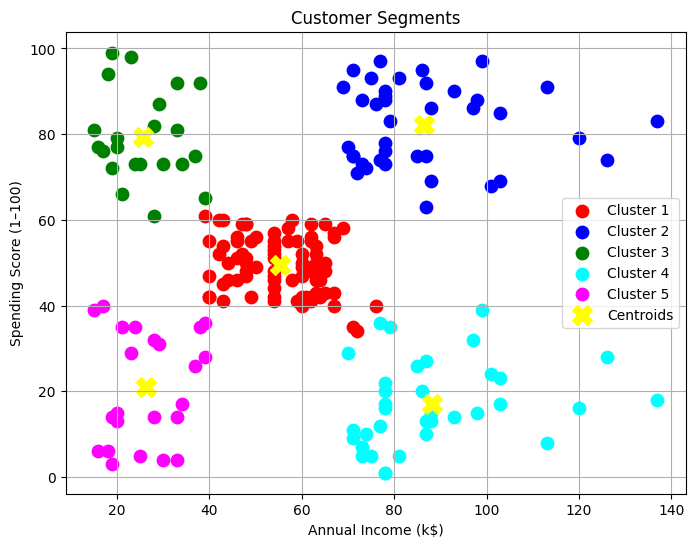 Customer Segments
Spending Score (1–100)
100
80
60
40
20
0
Cluster 1
Cluster 2
Cluster 3
Cluster 4
Cluster 5
Centroids
20
40
60
80
100
120
140
Annual Income (k$)